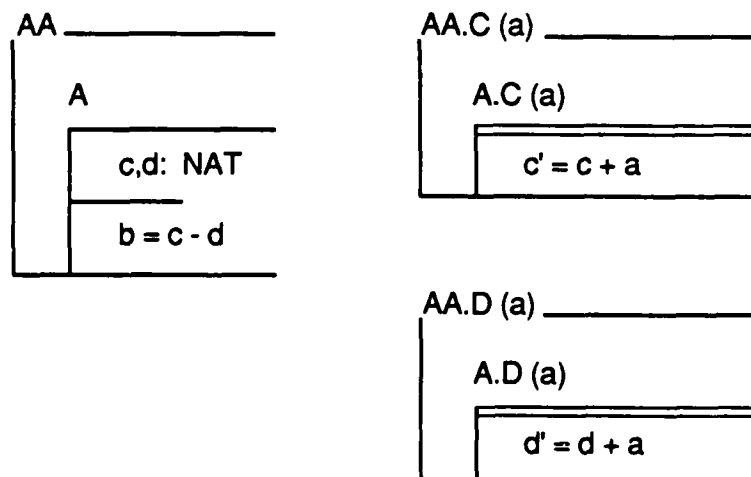 AA
A
c,d: NAT
b = c - d
AA.C (a)
A.C (a)
c' = c + a
AA.D (a)
A.D (a)
d' = d + a